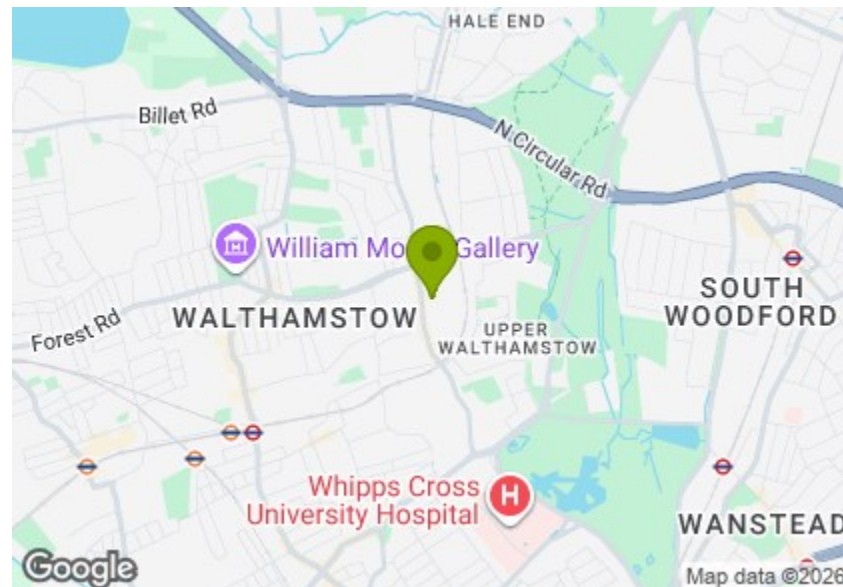 HALE END
Billet Rd
N Circular Rd
William Mo Gallery
SOUTH
WOODFORD
WALTHAMSTOW
Forest Rd
UPPER
WALTHAMSTOW
Whipps Cross
University Hospital
H
WANSTEAD
Google
Map data ©2026